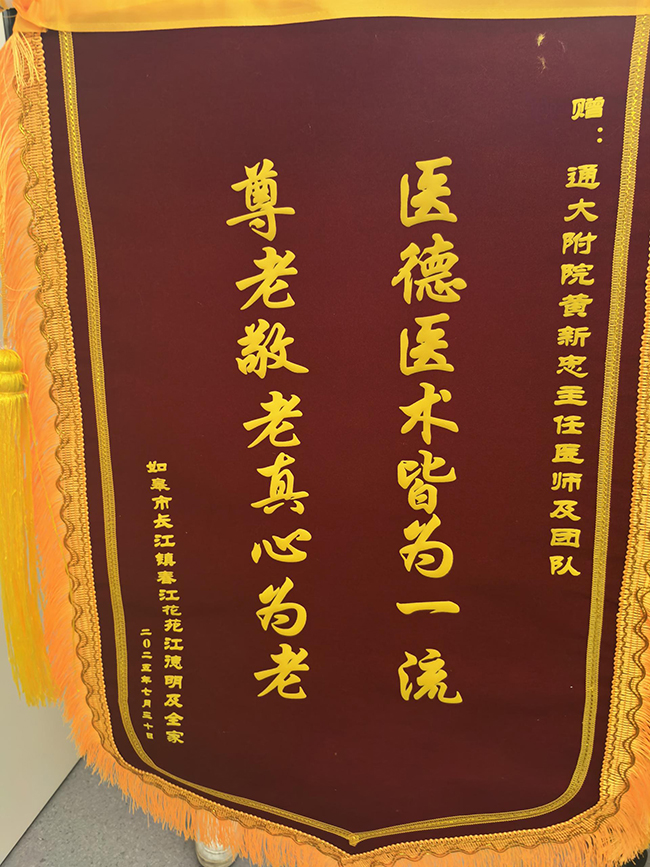 赠：通大附院黄新忠主任医师及团队
医德医术皆为一流
尊老敬老真心为老
如皋市长江镇春江花苑江德明及全家
二0二五年七月三十日